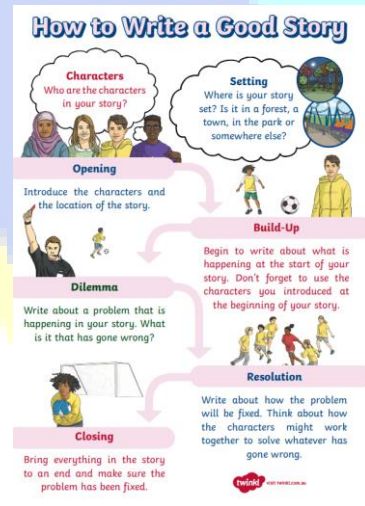 How to Write a Good Story
Characters
Who are the characters
in your story?
Setting
Where is your story
set? Is it in a forest, a
town, in the park or
somewhere else?
Opening
Introduce the characters and
the location of the story.
Build-Up
Begin to write about what is
happening at the start of your
story. Don't forget to use the
characters you introduced at
the beginning of your story.
Dilemma
Write about a problem that is
happening in your story. What
is it that has gone wrong?
Resolution
Write about how the problem
will be fixed. Think about how
the characters might work
together to solve whatever has
gone wrong.
Closing
Bring everything in the story
to an end and make sure the
problem has been fixed.
twinkl visit twinkl.com.au